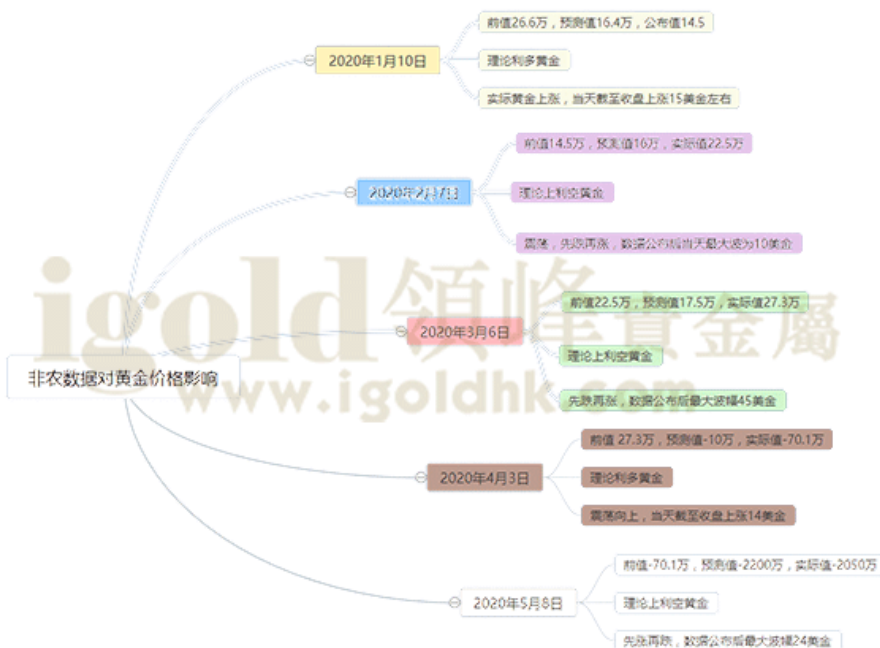 前值26.6万，预测值16.4万，公布值14.5
2020年1月10日
理论利多黄金
实际黄金上涨，当天截至收盘上涨15美金左右
前值14.5万，预测值16万，实际值22.5万
2020年2月7日
理论上利空黄金
震荡，先跌再涨，数据公布后当天最大波为10美金
igold領峰貴金屬
www.igoldhk.com
前值22.5万，预测值17.5万，实际值27.3万
2020年3月6日
理论上利空黄金
非农数据对黄金价格影响
先跌再涨，数据公布后最大波幅45美金
前值 27.3万，预测值-10万，实际值-70.1万
2020年4月3日
理论利多黄金
震荡向上，当天截至收盘上涨14美金
前值-70.1万，预测值-2200万，实际值-2050万
2020年5月8日
理论上利空黄金
先涨再跌，数据公布后最大波幅24美金